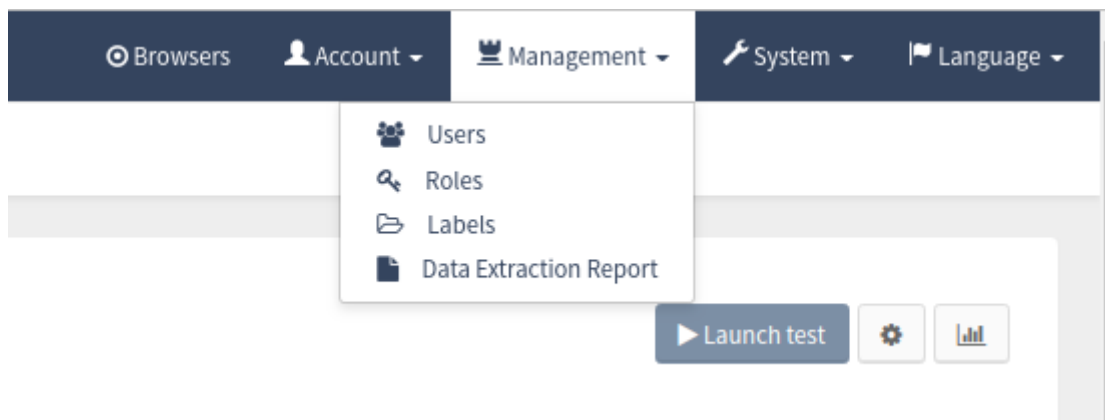 Browsers Account Management System Language
Users
Roles
Labels
Data Extraction Report
Launch test